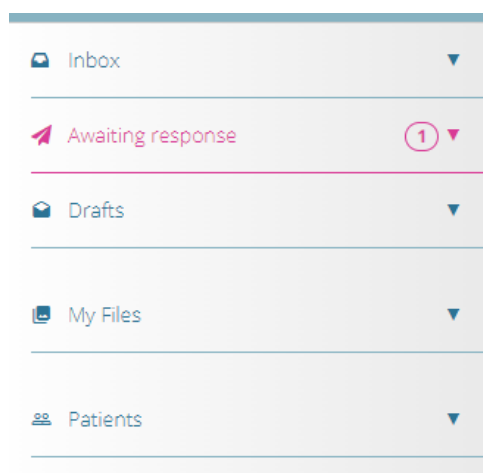 Inbox
Awaiting response 1
Drafts
My Files
Patients